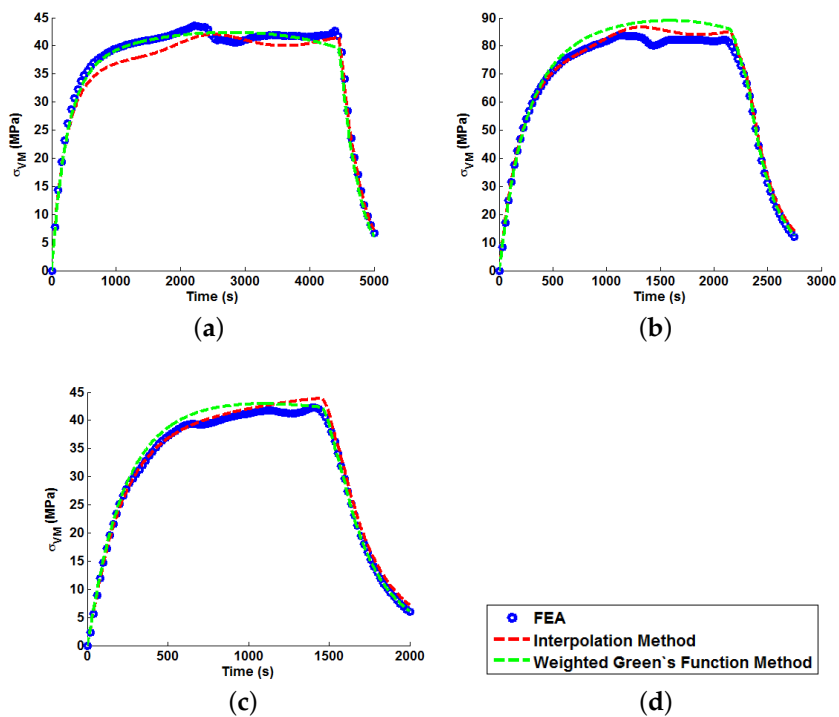 45
40
35
30
25
20
15
10
5
0
σVM (MPa)
0 1000 2000 3000 4000 5000
Time (s)
(a)
90
80
70
60
50
40
30
20
10
0
σVM (MPa)
0 500 1000 1500 2000 2500 3000
Time (s)
(b)
45
40
35
30
25
20
15
10
5
0
σVM (MPa)
0 500 1000 1500 2000
Time (s)
(c)
FEA
Interpolation Method
Weighted Green`s Function Method
(d)